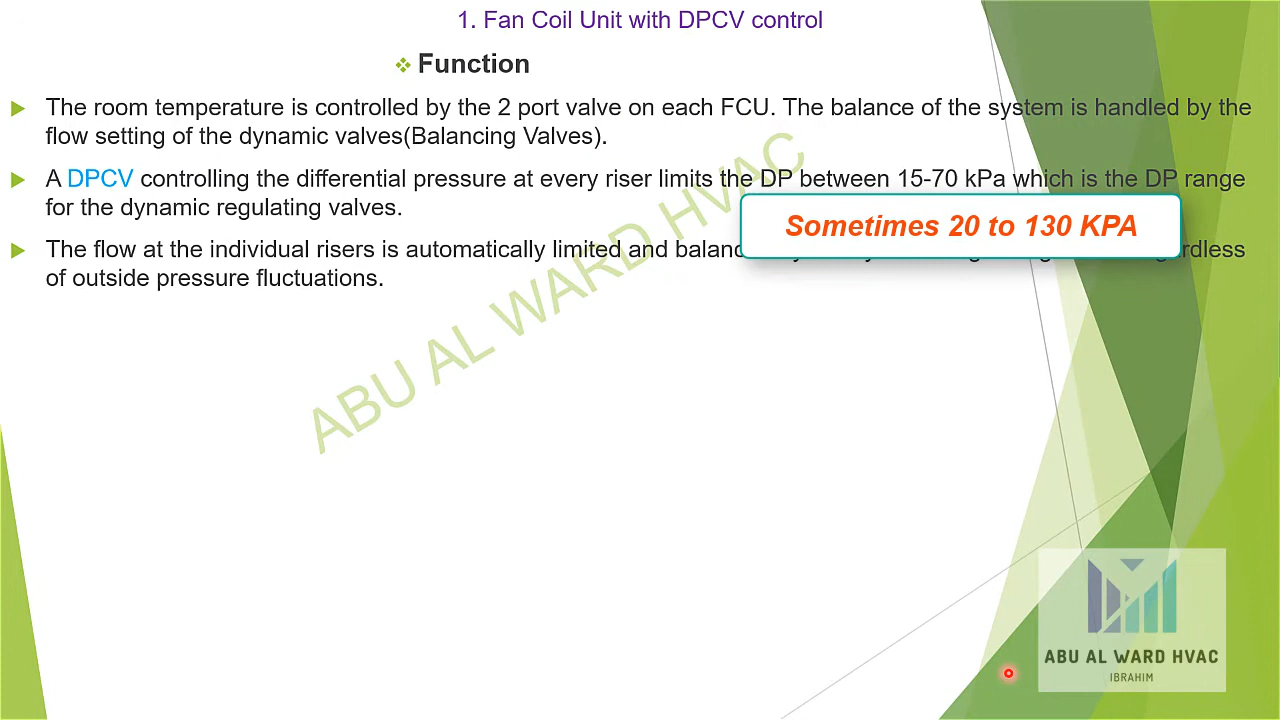 1. Fan Coil Unit with DPCV control
Function
The room temperature is controlled by the 2 port valve on each FCU. The balance of the system is handled by the
flow setting of the dynamic valves(Balancing Valves).
A DPCV controlling the differential pressure at every riser limits the DP between 15-70 kPa which is the DP range
for the dynamic regulating valves.
Sometimes 20 to 130 KPA
The flow at the individual risers is automatically limited and
of outside pressure fluctuations.
ABU AL WARD HVAC
ABU AL WARD HVAC
IBRAHIM